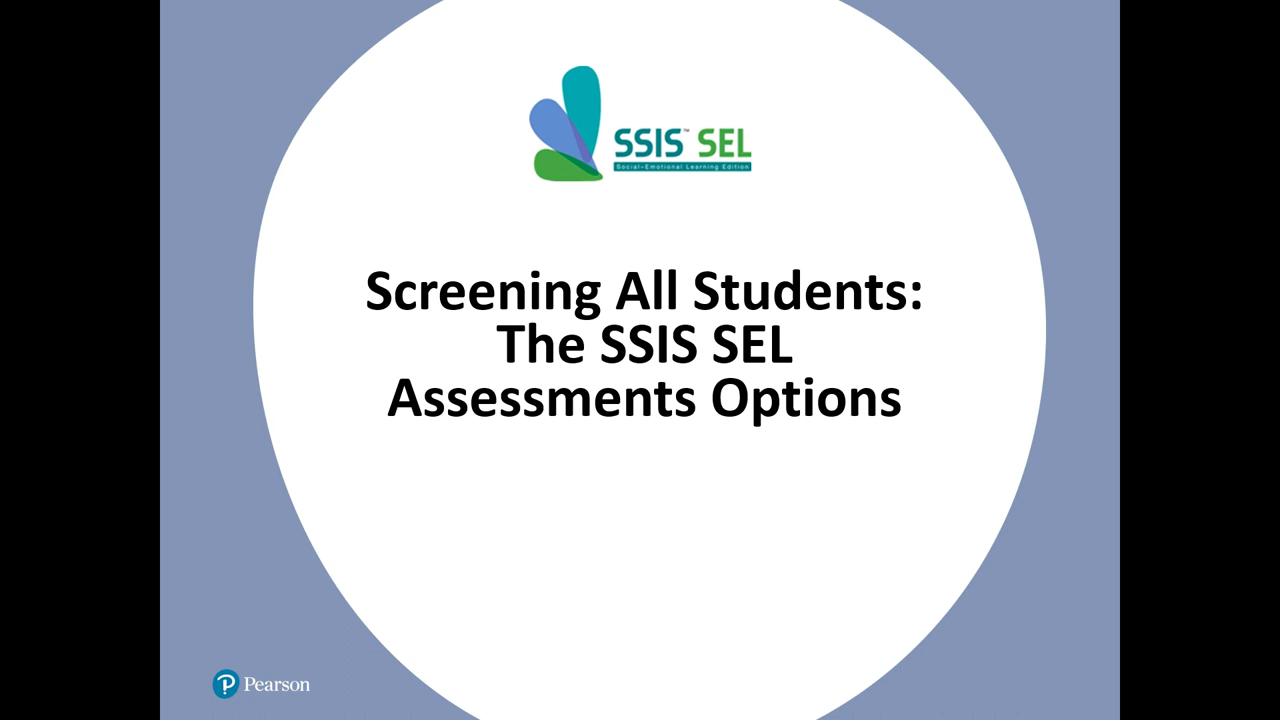 SSIS™ SEL
Social-Emotional Learning Edition
Screening All Students:
The SSIS SEL
Assessments Options
Pearson